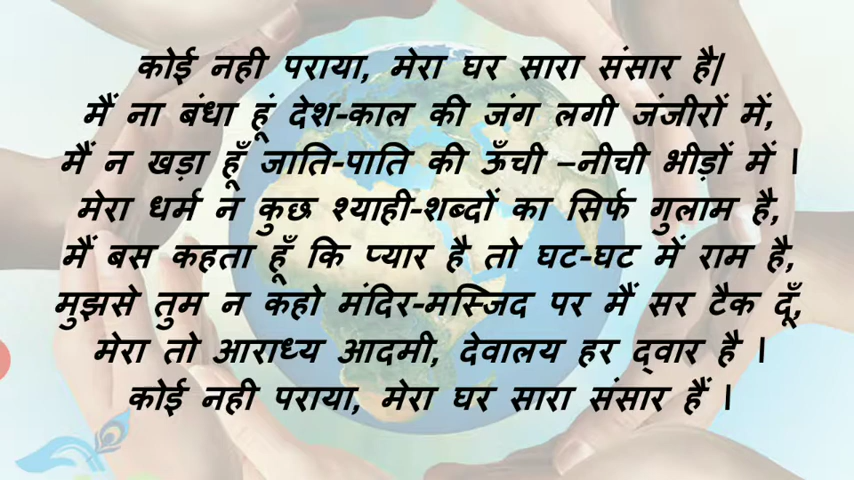 कोई नही पराया, मेरा घर सारा संसार है|
मैं ना बंधा हूं देश-काल की जंग लगी जंजीरों में,
मैं न खड़ा हूँ जाति-पाति की ऊँची –नीची भीड़ों में ।
मेरा धर्म न कुछ श्याही-शब्दों का सिर्फ गुलाम है,
मैं बस कहता हूँ कि प्यार है तो घट-घट में राम है,
मुझसे तुम न कहो मंदिर-मस्जिद पर मैं सर टैक दूँ,
मेरा तो आराध्य आदमी, देवालय हर द्वार है ।
कोई नही पराया, मेरा घर सारा संसार हैं ।